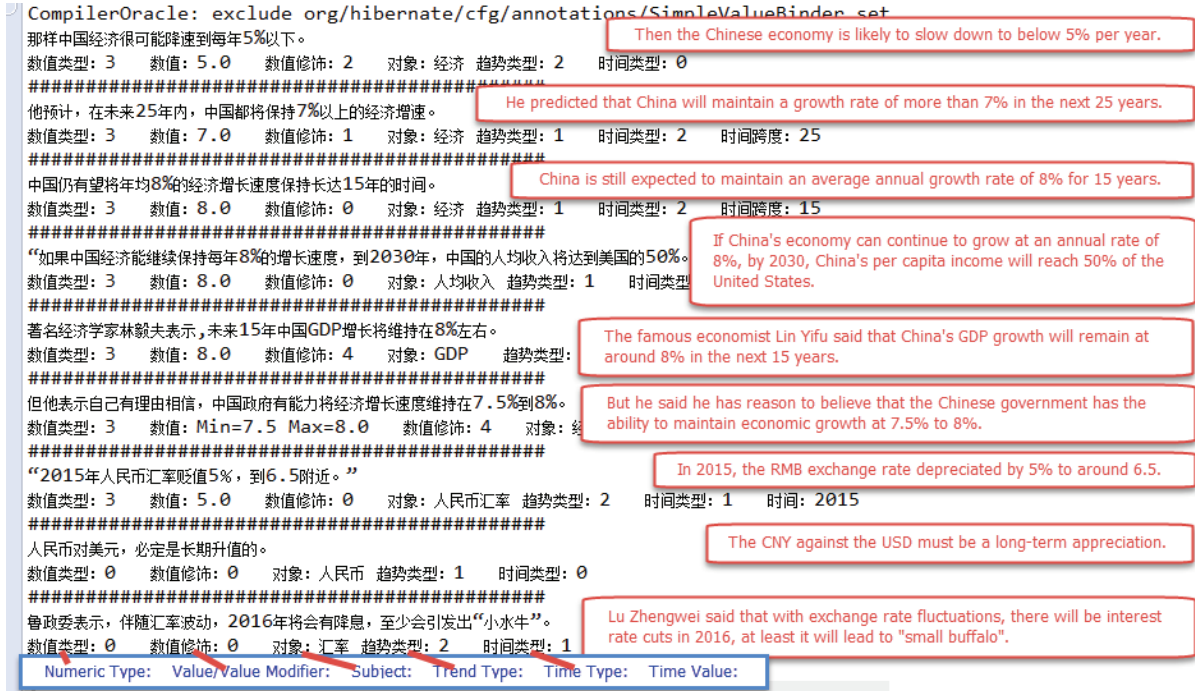 CompilerOracle: exclude org/hibernate/cfg/annotations/SimpleValueBinder.set
那样中国经济很可能降速到每年5%以下。
Then the Chinese economy is likely to slow down to below 5% per year.
数值类型: 3 数值: 5.0 数值修饰: 2 对象: 经济 趋势类型: 2 时间类型: 0
#############################################
他预计，在未来25年内，中国都将保持7%以上的经济增速。
He predicted that China will maintain a growth rate of more than 7% in the next 25 years.
数值类型: 3 数值: 7.0 数值修饰: 1 对象: 经济 趋势类型: 1 时间类型: 2 时间跨度: 25
#############################################
中国仍有望将年均8%的经济增长速度保持长达15年的时间。
China is still expected to maintain an average annual growth rate of 8% for 15 years.
数值类型: 3 数值: 8.0 数值修饰: 0 对象: 经济 趋势类型: 1 时间类型: 2 时间跨度: 15
#############################################
“如果中国经济能继续保持每年8%的增长速度，到2030年，中国的人均收入将达到美国的50%。
If China's economy can continue to grow at an annual rate of
8%, by 2030, China's per capita income will reach 50% of the
United States.
数值类型: 3 数值: 8.0 数值修饰: 0 对象: 人均收入 趋势类型: 1 时间类型
#############################################
著名经济学家林毅夫表示,未来15年中国GDP增长将维持在8%左右。
The famous economist Lin Yifu said that China's GDP growth will remain at
around 8% in the next 15 years.
数值类型: 3 数值: 8.0 数值修饰: 4 对象: GDP 趋势类型:
#############################################
但他表示自己有理由相信，中国政府有能力将经济增长速度维持在7.5%到8%。
But he said he has reason to believe that the Chinese government has the
ability to maintain economic growth at 7.5% to 8%.
数值类型: 3 数值: Min=7.5 Max=8.0 数值修饰: 4 对象:
#############################################
“2015年人民币汇率贬值5%，到6.5附近。”
In 2015, the RMB exchange rate depreciated by 5% to around 6.5.
数值类型: 3 数值: 5.0 数值修饰: 0 对象: 人民币汇率 趋势类型: 2 时间类型: 1 时间: 2015
#############################################
人民币对美元，必定是长期升值的。
The CNY against the USD must be a long-term appreciation.
数值类型: 0 数值修饰: 0 对象: 人民币 趋势类型: 1 时间类型: 0
#############################################
鲁政委表示，伴随汇率波动，2016年将会有降息，至少会引发出“小水牛”。
Lu Zhengwei said that with exchange rate fluctuations, there will be interest
rate cuts in 2016, at least it will lead to "small buffalo".
数值类型: 0 数值修饰: 0 对象: 汇率 趋势类型: 2 时间类型: 1
Numeric Type: Value/Value Modifier: Subject: Trend Type: Time Type: Time Value: